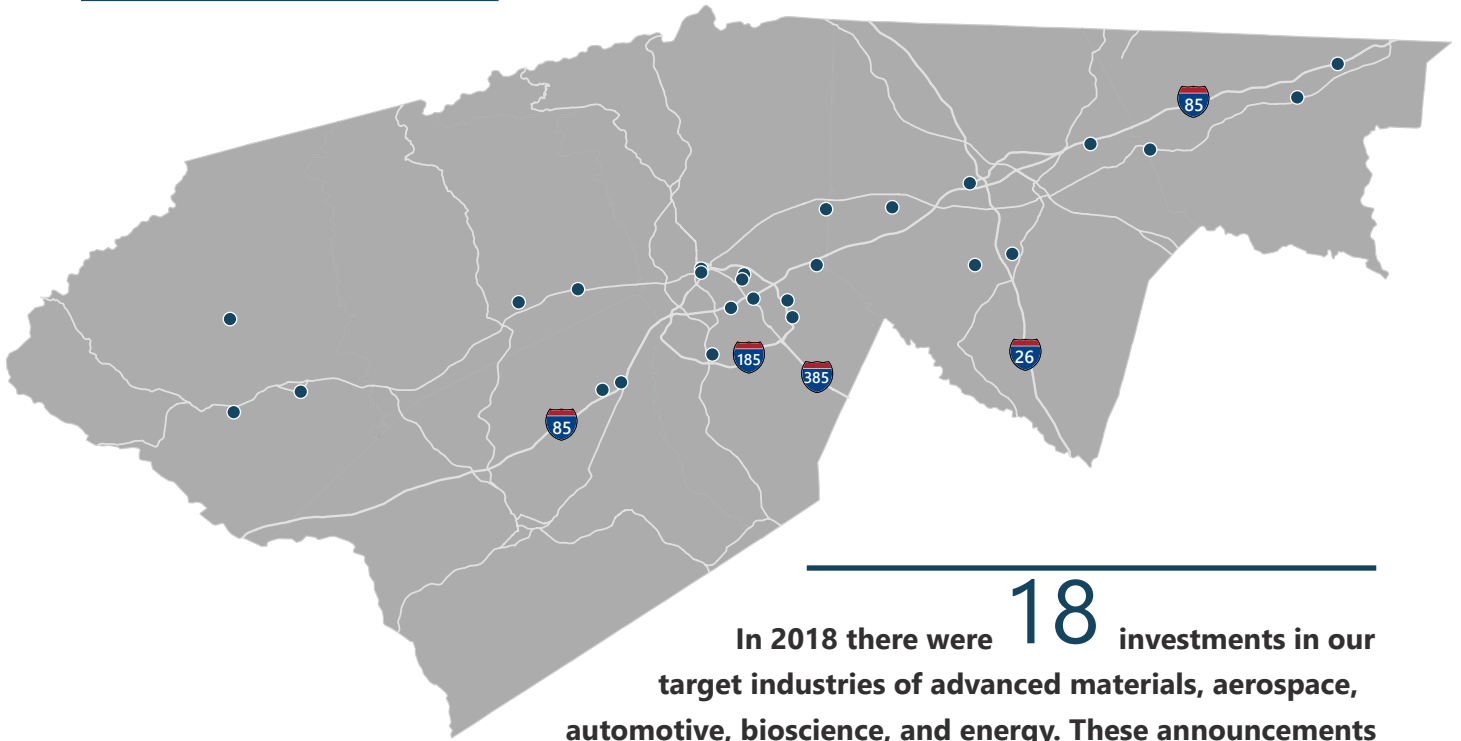 85
185
385
26
85
In 2018 there were 18 investments in our
target industries of advanced materials, aerospace,
automotive, bioscience, and energy. These announcements